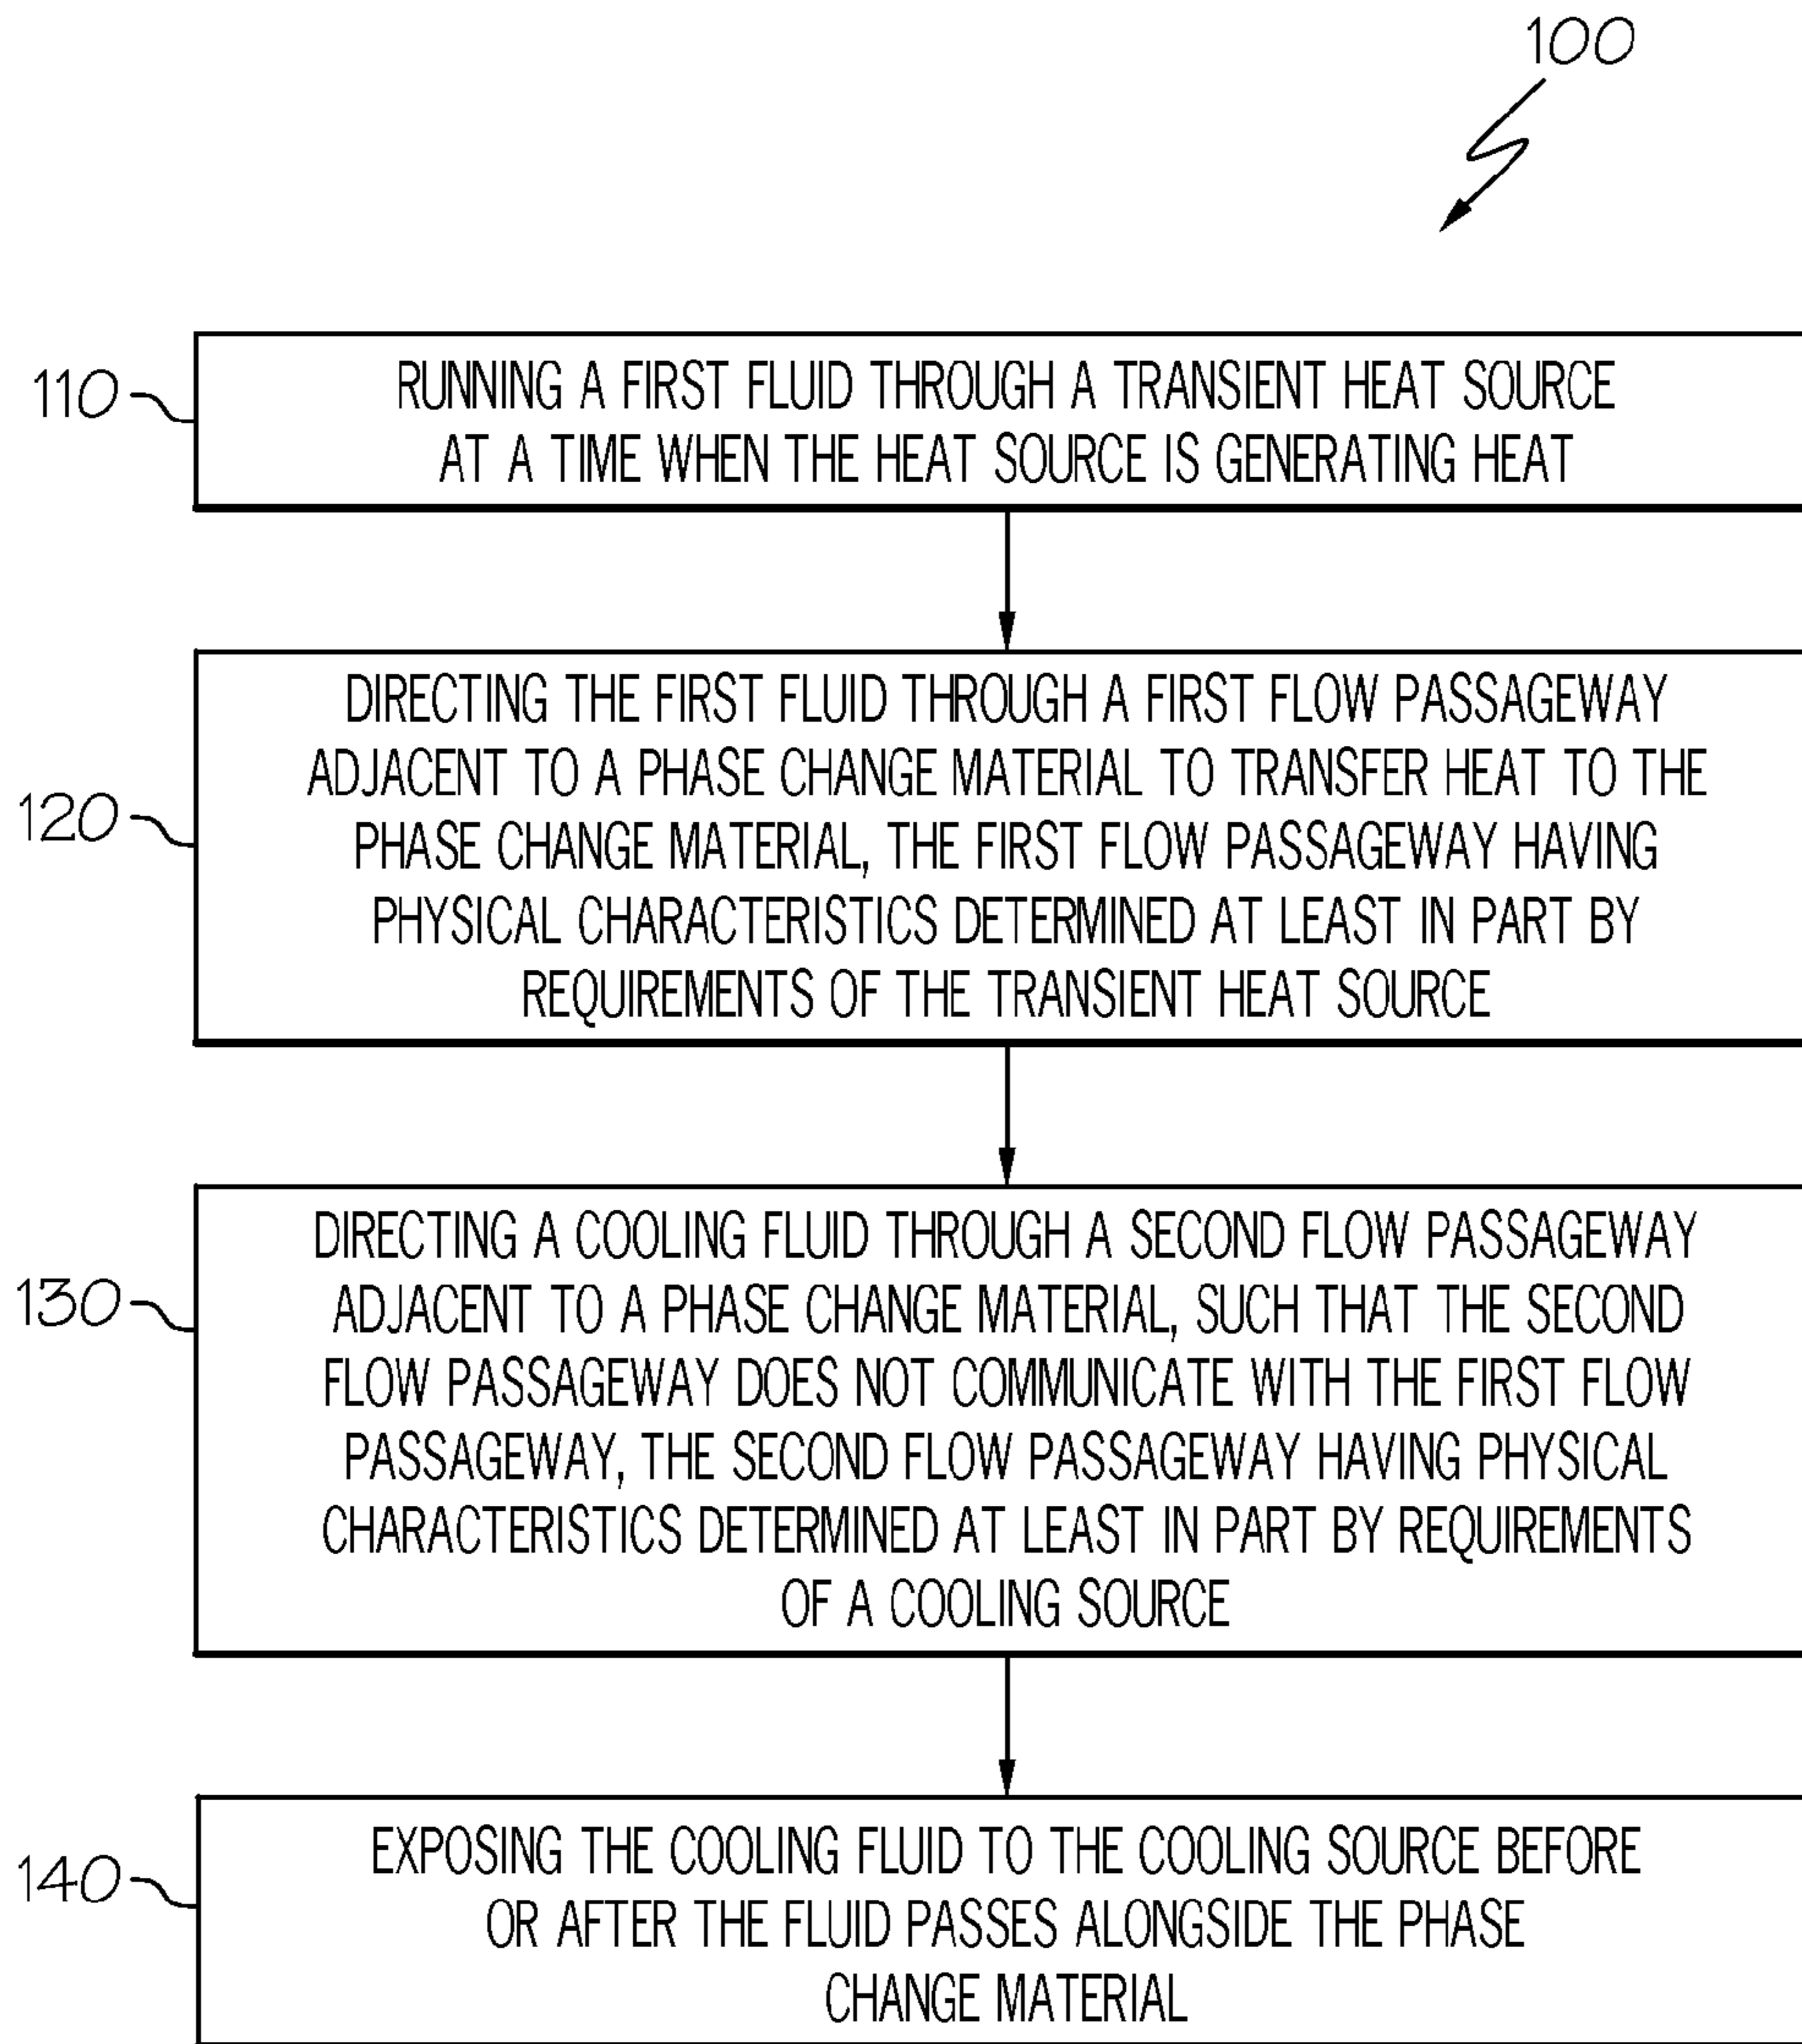 100
110
RUNNING A FIRST FLUID THROUGH A TRANSIENT HEAT SOURCE
AT A TIME WHEN THE HEAT SOURCE IS GENERATING HEAT
120
DIRECTING THE FIRST FLUID THROUGH A FIRST FLOW PASSAGEWAY
ADJACENT TO A PHASE CHANGE MATERIAL TO TRANSFER HEAT TO THE
PHASE CHANGE MATERIAL, THE FIRST FLOW PASSAGEWAY HAVING
PHYSICAL CHARACTERISTICS DETERMINED AT LEAST IN PART BY
REQUIREMENTS OF THE TRANSIENT HEAT SOURCE
130
DIRECTING A COOLING FLUID THROUGH A SECOND FLOW PASSAGEWAY
ADJACENT TO A PHASE CHANGE MATERIAL, SUCH THAT THE SECOND
FLOW PASSAGEWAY DOES NOT COMMUNICATE WITH THE FIRST FLOW
PASSAGEWAY, THE SECOND FLOW PASSAGEWAY HAVING PHYSICAL
CHARACTERISTICS DETERMINED AT LEAST IN PART BY REQUIREMENTS
OF A COOLING SOURCE
140
EXPOSING THE COOLING FLUID TO THE COOLING SOURCE BEFORE
OR AFTER THE FLUID PASSES ALONGSIDE THE PHASE
CHANGE MATERIAL